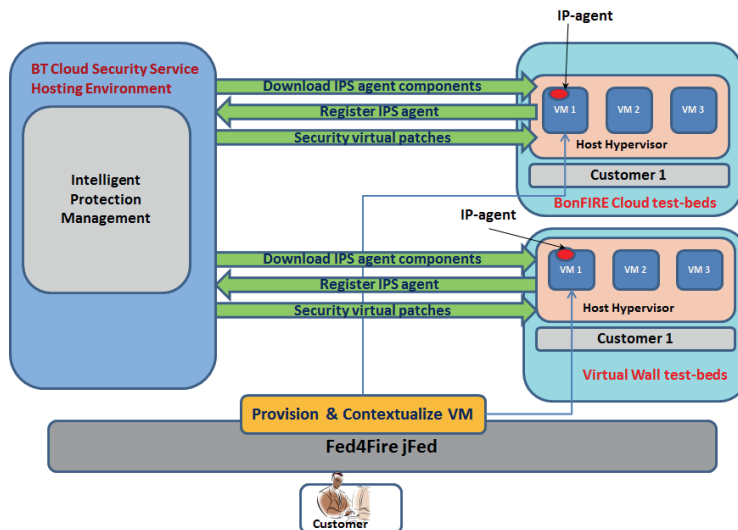 IP-agent
BT Cloud Security Service
Hosting Environment
Download IPS agent components
Register IPS agent
Security virtual patches
VM 1
VM 2
VM 3
Host Hypervisor
Customer 1
BonFIRE Cloud test-beds
Intelligent
Protection
Management
IP-agent
Download IPS agent components
Register IPS agent
Security virtual patches
VM 1
VM 2
VM 3
Host Hypervisor
Customer 1
Virtual Wall test-beds
Provision & Contextualize VM
Fed4Fire jFed
Customer